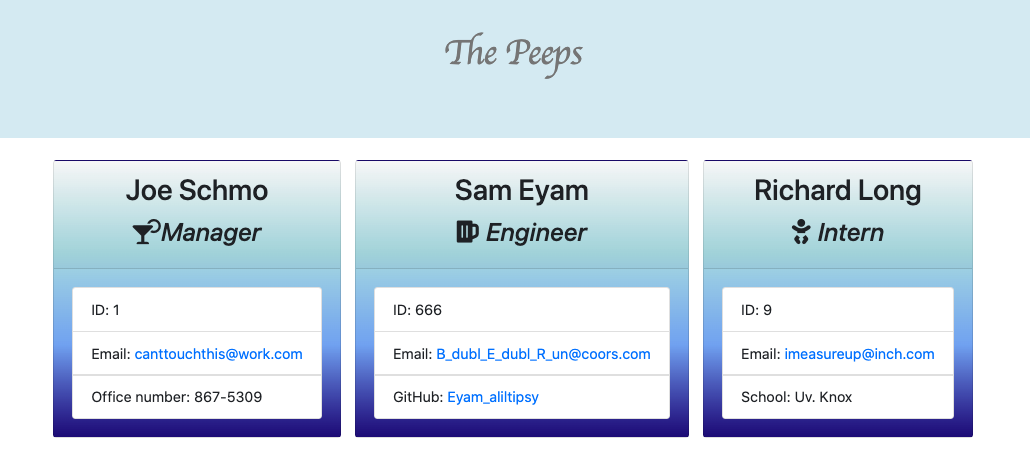 The Peeps
Joe Schmo
Manager
ID: 1
Email: canttouchthis@work.com
Office number: 867-5309
Sam Eyam
Engineer
ID: 666
Email: B_dubl_E_dubl_R_un@coors.com
GitHub: Eyam_aliltipsy
Richard Long
Intern
ID: 9
Email: imeasureup@inch.com
School: Uv. Knox